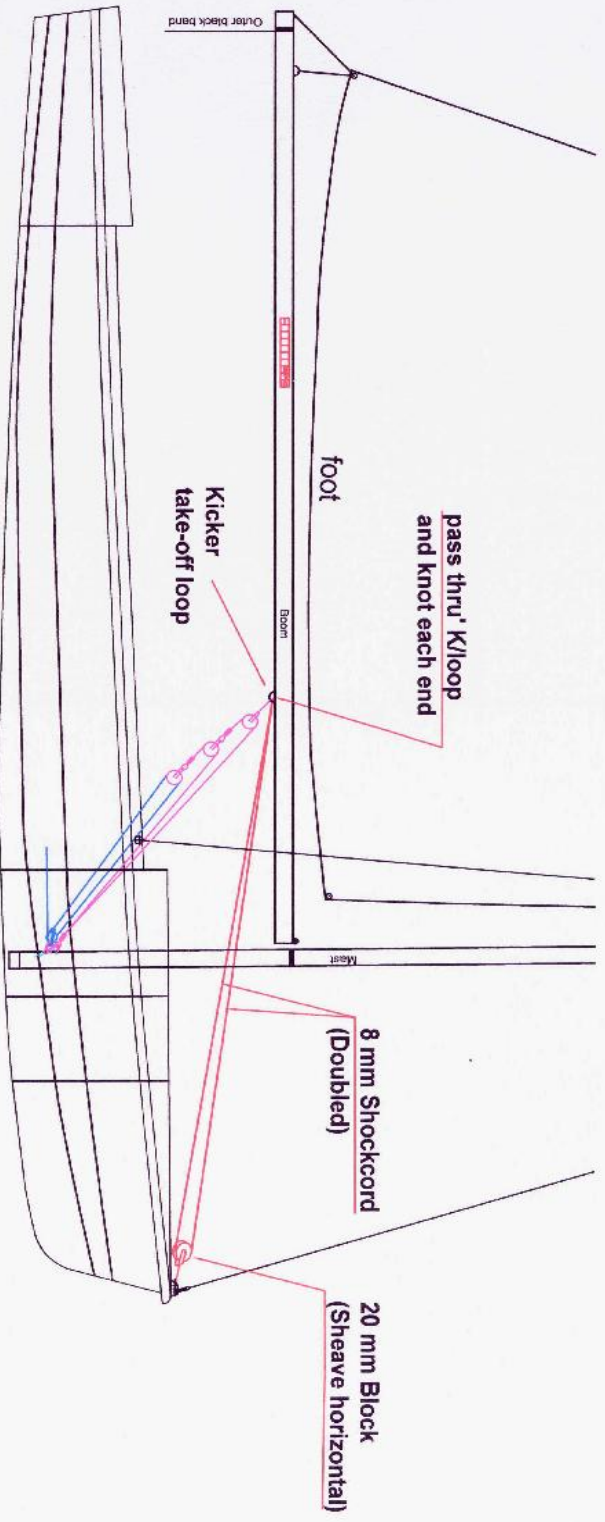 Outer black band
foot
Boom
Kicker
take-off loop
pass thru' K/loop
and knot each end
Mast
8 mm Shockcord
(Doubled)
20 mm Block
(Sheave horizontal)